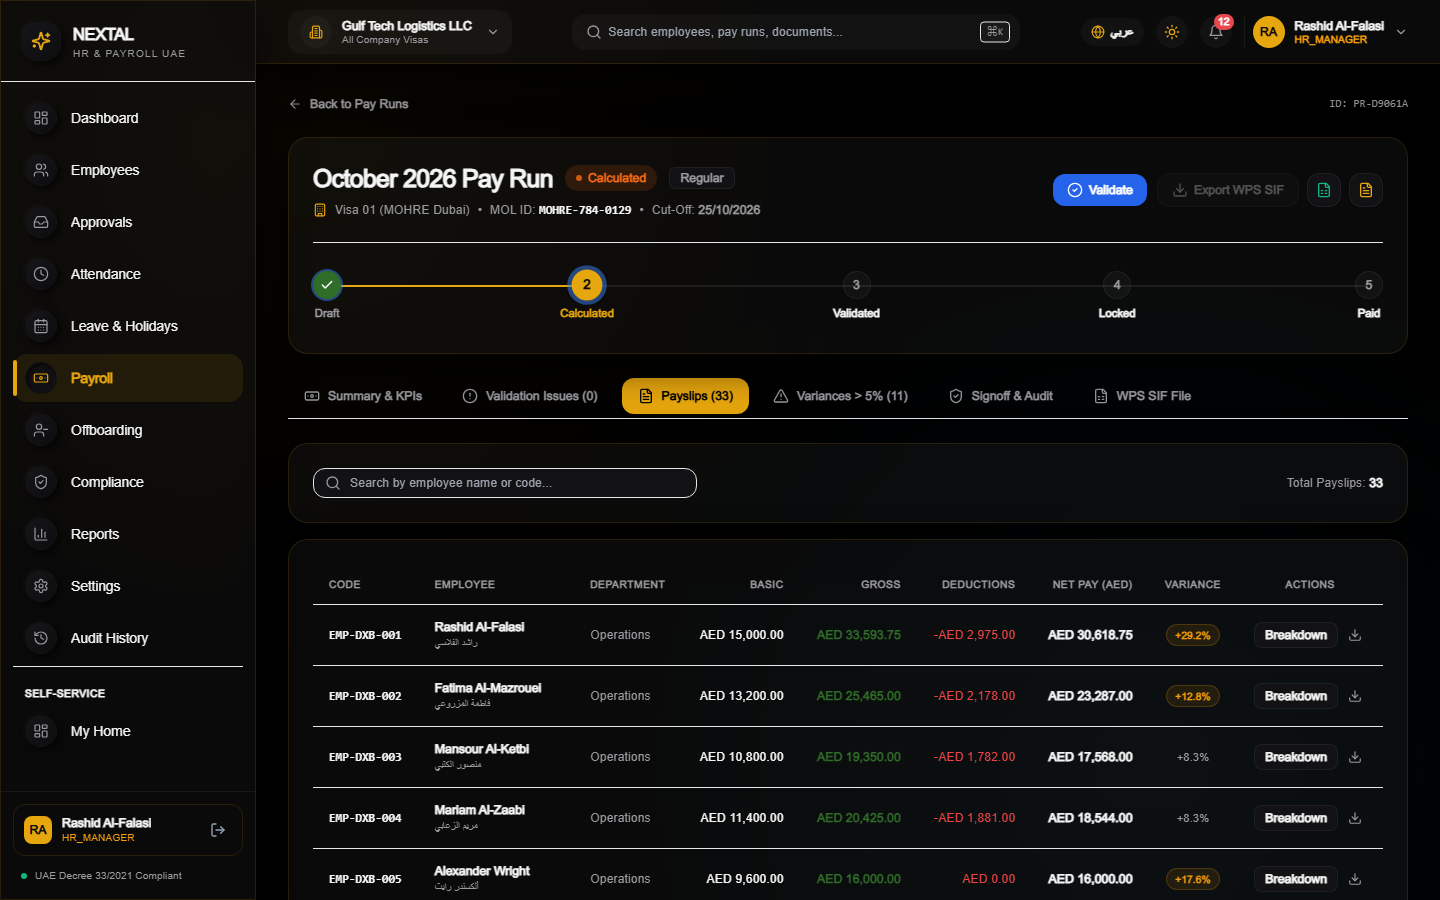 NEXTAL
HR & PAYROLL UAE
Gulf Tech Logistics LLC
All Company Visas
Search employees, pay runs, documents...
⌘K
عربي
12
RA
Rashid Al-Falasi
HR_MANAGER
Dashboard
Employees
Approvals
Attendance
Leave & Holidays
Payroll
Offboarding
Compliance
Reports
Settings
Audit History
SELF-SERVICE
My Home
RA
Rashid Al-Falasi
HR_MANAGER
UAE Decree 33/2021 Compliant
Back to Pay Runs
ID: PR-D9061A
October 2026 Pay Run
Calculated
Regular
Visa 01 (MOHRE Dubai) • MOL ID: MOHRE-784-0129 • Cut-Off: 25/10/2026
Validate
Export WPS SIF
2 3 4 5
Draft Calculated Validated Locked Paid
Summary & KPIs
Validation Issues (0)
Payslips (33)
Variances > 5% (11)
Signoff & Audit
WPS SIF File
Search by employee name or code...
Total Payslips: 33
CODE EMPLOYEE DEPARTMENT BASIC GROSS DEDUCTIONS NET PAY (AED) VARIANCE ACTIONS
EMP-DXB-001 Rashid Al-Falasi Operations AED 15,000.00 AED 33,593.75 -AED 2,975.00 AED 30,618.75 +29.2% Breakdown
راشد الفلاسي
EMP-DXB-002 Fatima Al-Mazrouei Operations AED 13,200.00 AED 25,465.00 -AED 2,178.00 AED 23,287.00 +12.8% Breakdown
فاطمة المزروعي
EMP-DXB-003 Mansour Al-Ketbi Operations AED 10,800.00 AED 19,350.00 -AED 1,782.00 AED 17,568.00 +8.3% Breakdown
منصور الكتبي
EMP-DXB-004 Mariam Al-Zaabi Operations AED 11,400.00 AED 20,425.00 -AED 1,881.00 AED 18,544.00 +8.3% Breakdown
مريم الزعابي
EMP-DXB-005 Alexander Wright Operations AED 9,600.00 AED 16,000.00 AED 0.00 AED 16,000.00 +17.6% Breakdown
ألكسندر رايت